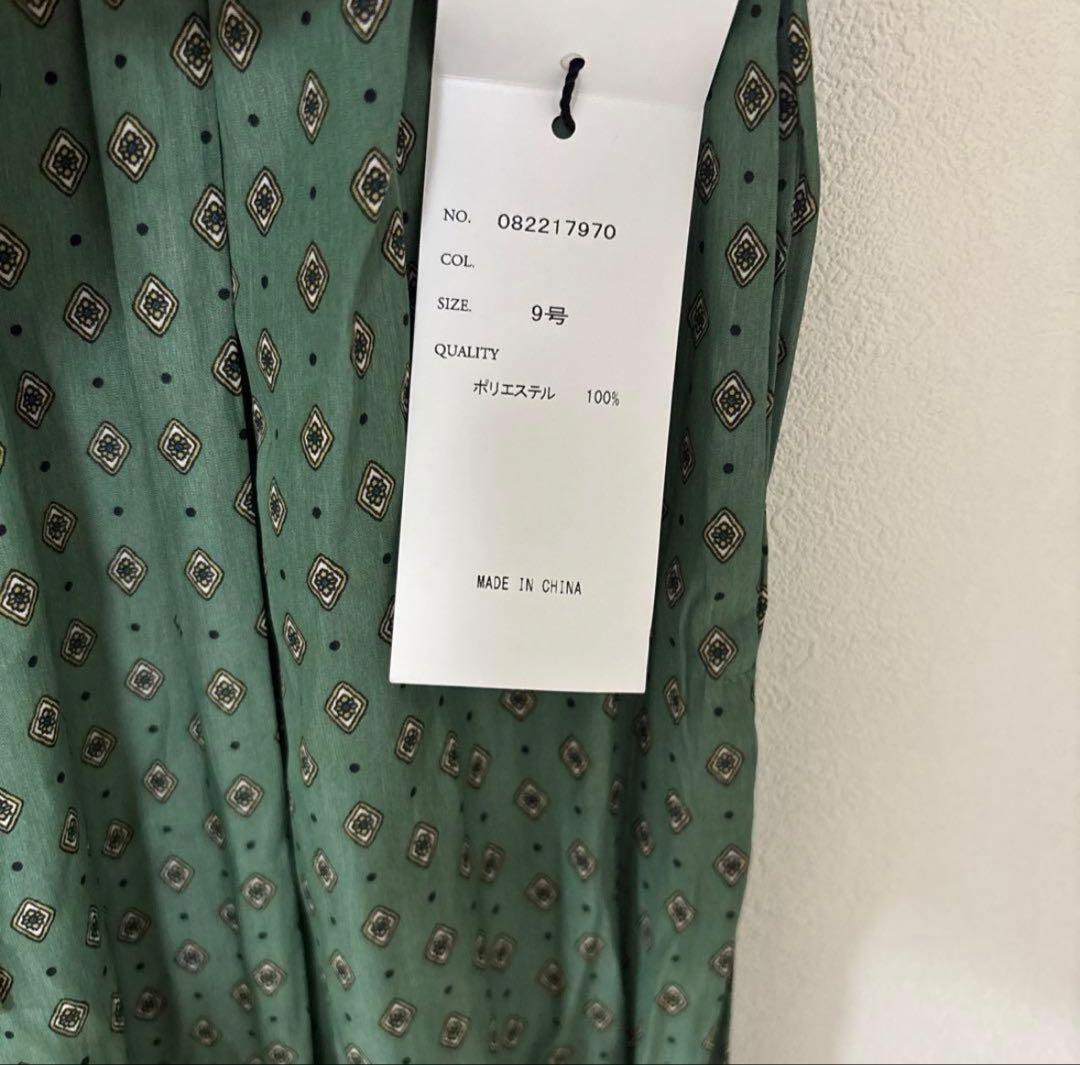 NO. 082217970
COL.
SIZE. 9号
QUALITY
ポリエステル 100%
MADE IN CHINA